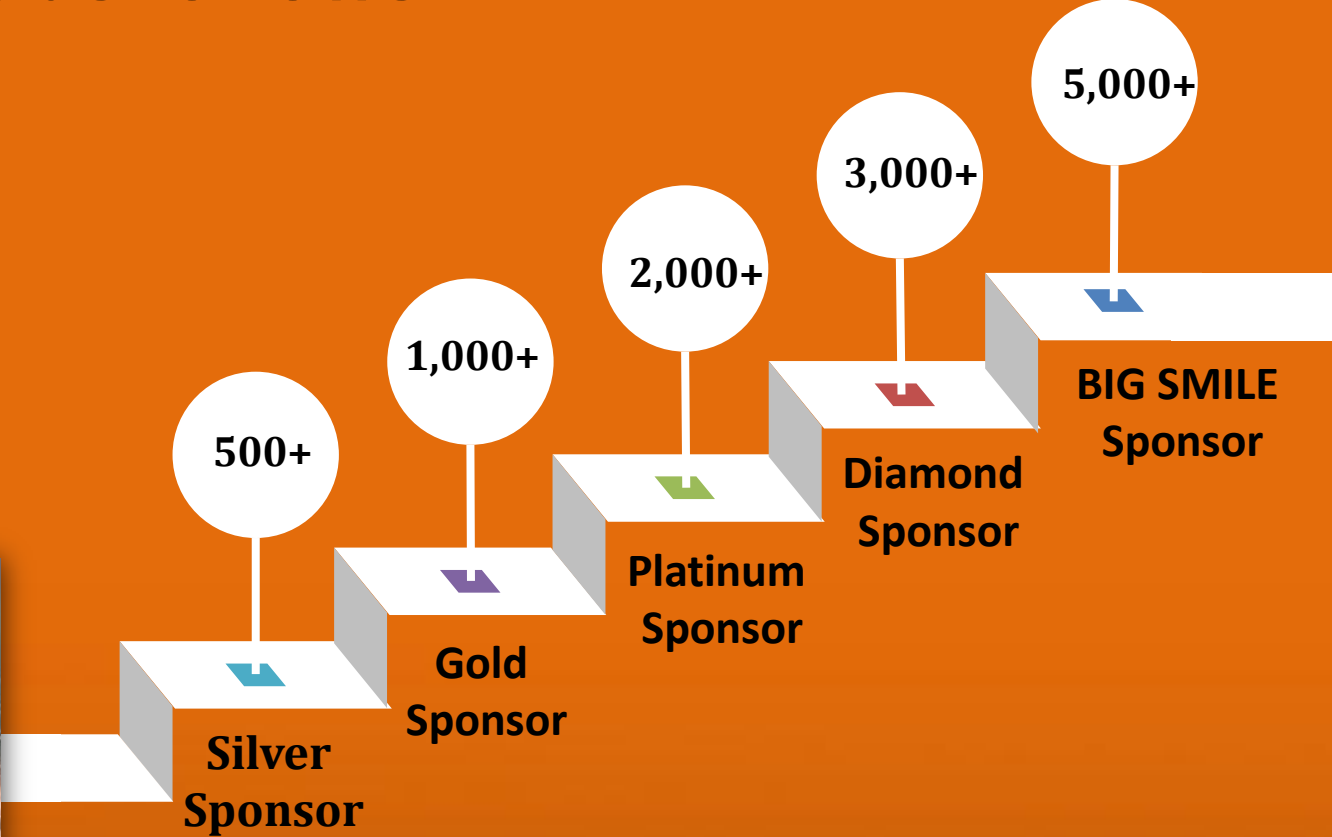 500+
Silver
Sponsor
1,000+
Gold
Sponsor
2,000+
Platinum
Sponsor
3,000+
Diamond
Sponsor
5,000+
BIG SMILE
Sponsor